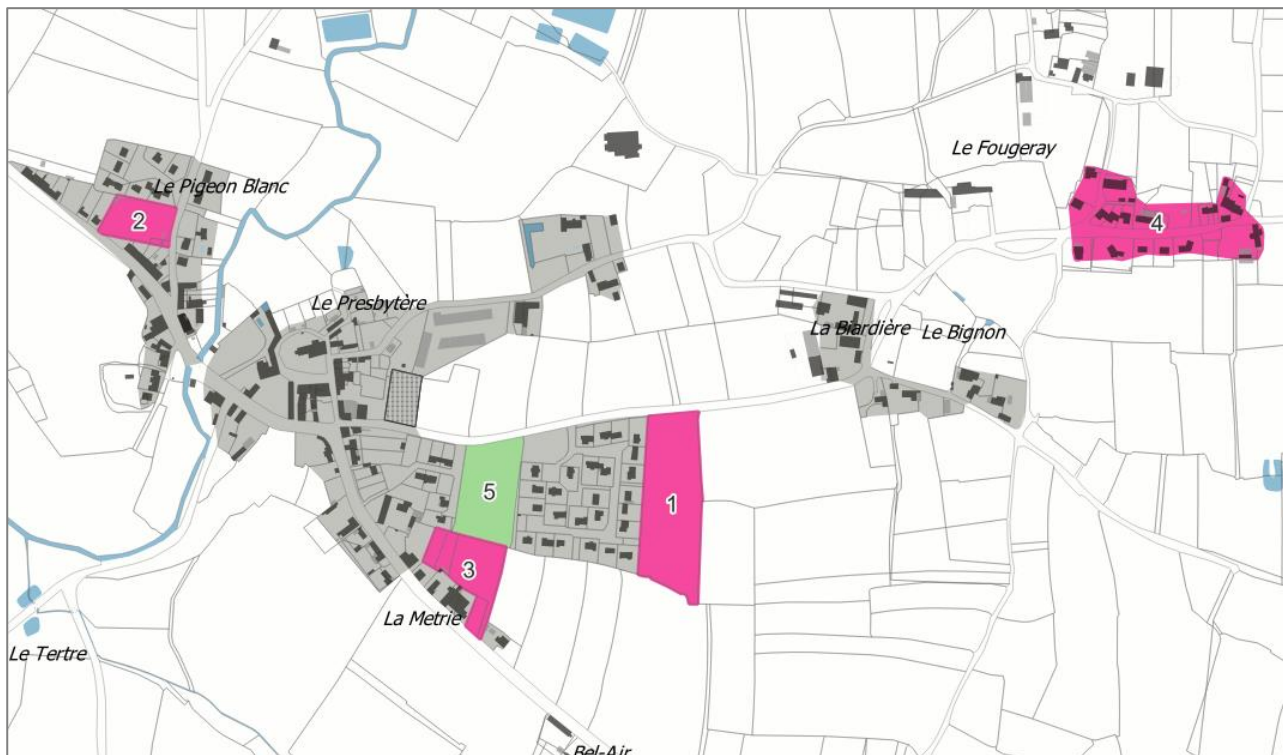 Le Fougeray
Le Pigeon Blanc
2
4
Le Presbytère
La Biardière
Le Bignon
5
1
3
La Metrie
Le Tertre
Bel-Air